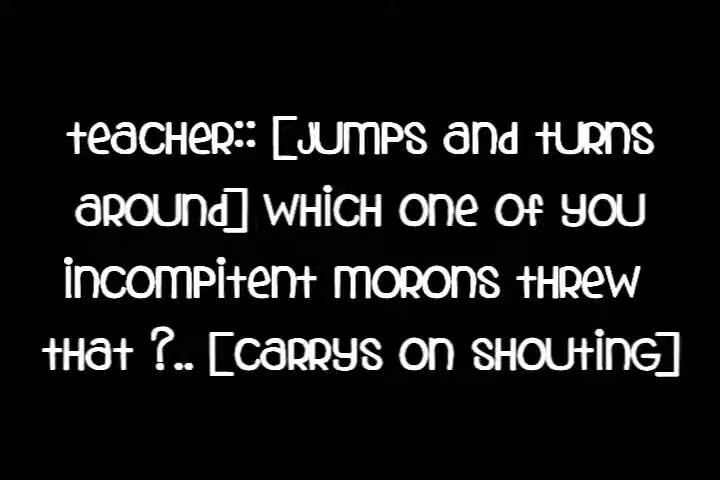 teacher:: [Jumps and turns
around] which one of you
incompitent morons threw
that ?.. [carrys on shouting]